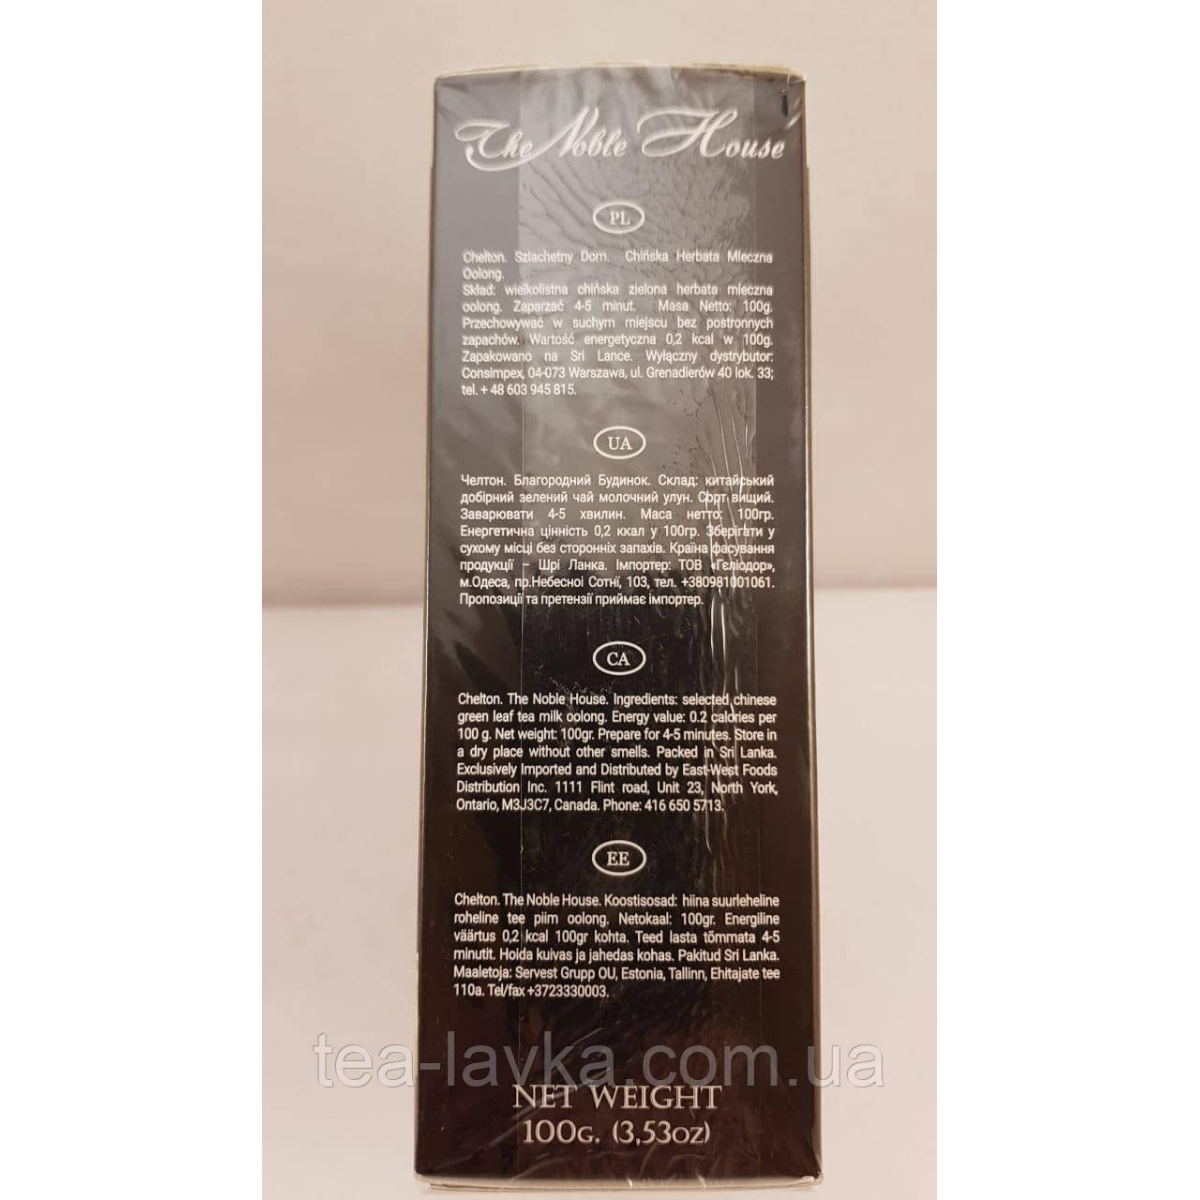 The Noble House
PL
Chelton. Szlachetny Dom. Chińska Herbata Mleczna
Oolong.
Skład: wielkolistna chińska zielona herbata mleczna
oolong. Zaparzać 4-5 minut. Masa Netto: 100g.
Przechowywać w suchym miejscu bez postronnych
zapachów. Wartość energetyczna 0,2 kcal w 100g.
Zapakowano na Sri Lance. Wyłączny dystrybutor:
Consimpex, 04-073 Warszawa, ul. Grenadierów 40 lok. 33;
tel. + 48 603 945 815.
UA
Челтон. Благородний Будинок. Склад: китайський
добірний зелений чай молочний улун. Сорт вищий.
Заварювати 4-5 хвилин. Маса нетто: 100гр.
Енергетична цінність 0,2 ккал у 100гр. Зберігати у
сухому місці без сторонніх запахів. Країна фасування
продукції – Шрі Ланка. Імпортер: ТОВ «Геліодор»,
м.Одеса, пр.Небесної Сотні, 103, тел. +380981001061.
Пропозиції та претензії приймає імпортер.
CA
Chelton. The Noble House. Ingredients: selected chinese
green leaf tea milk oolong. Energy value: 0.2 calories per
100 g. Net weight: 100gr. Prepare for 4-5 minutes. Store in
a dry place without other smells. Packed in Sri Lanka.
Exclusively Imported and Distributed by East-West Foods
Distribution Inc. 1111 Flint road, Unit 23, North York,
Ontario, M3J3C7, Canada. Phone: 416 650 5713.
EE
Chelton. The Noble House. Koostisosad: hiina suurleheline
roheline tee piim oolong. Netokaal: 100gr. Energiline
väärtus 0,2 kcal 100gr kohta. Teed lasta tõmmata 4-5
minutit. Hoida kuivas ja jahedas kohas. Pakitud Sri Lanka.
Maaletoja: Servest Grupp OU, Estonia, Tallinn, Ehitajate tee
110a. Tel/fax +3723330003.
tea-lavka.com.ua
NET WEIGHT
100G. (3,53OZ)